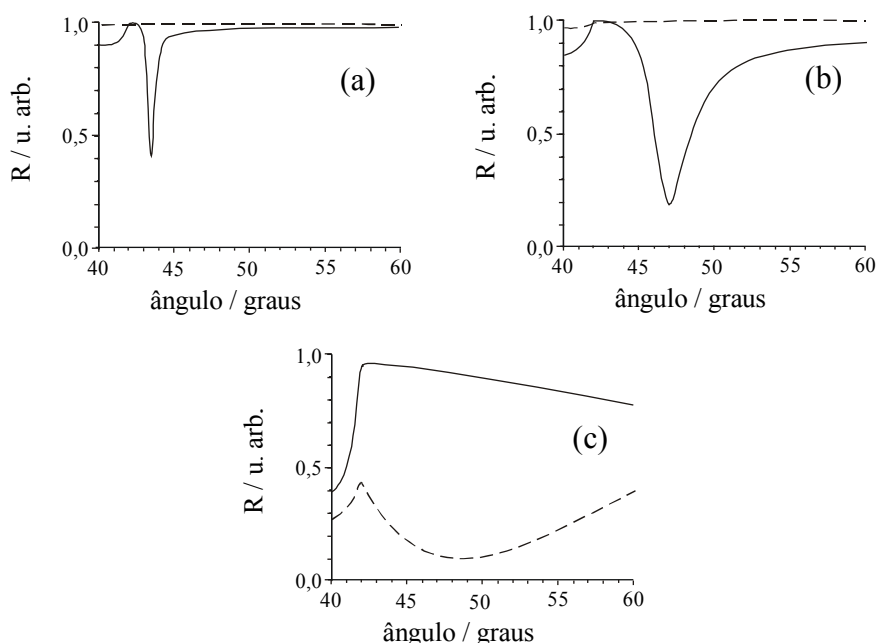 1,0
0,5
0,0
R / u. arb.
(a)
40 45 50 55 60
ângulo / graus
1,0
0,5
0,0
R / u. arb.
(b)
40 45 50 55 60
ângulo / graus
1,0
0,5
0,0
R / u. arb.
(c)
40 45 50 55 60
ângulo / graus